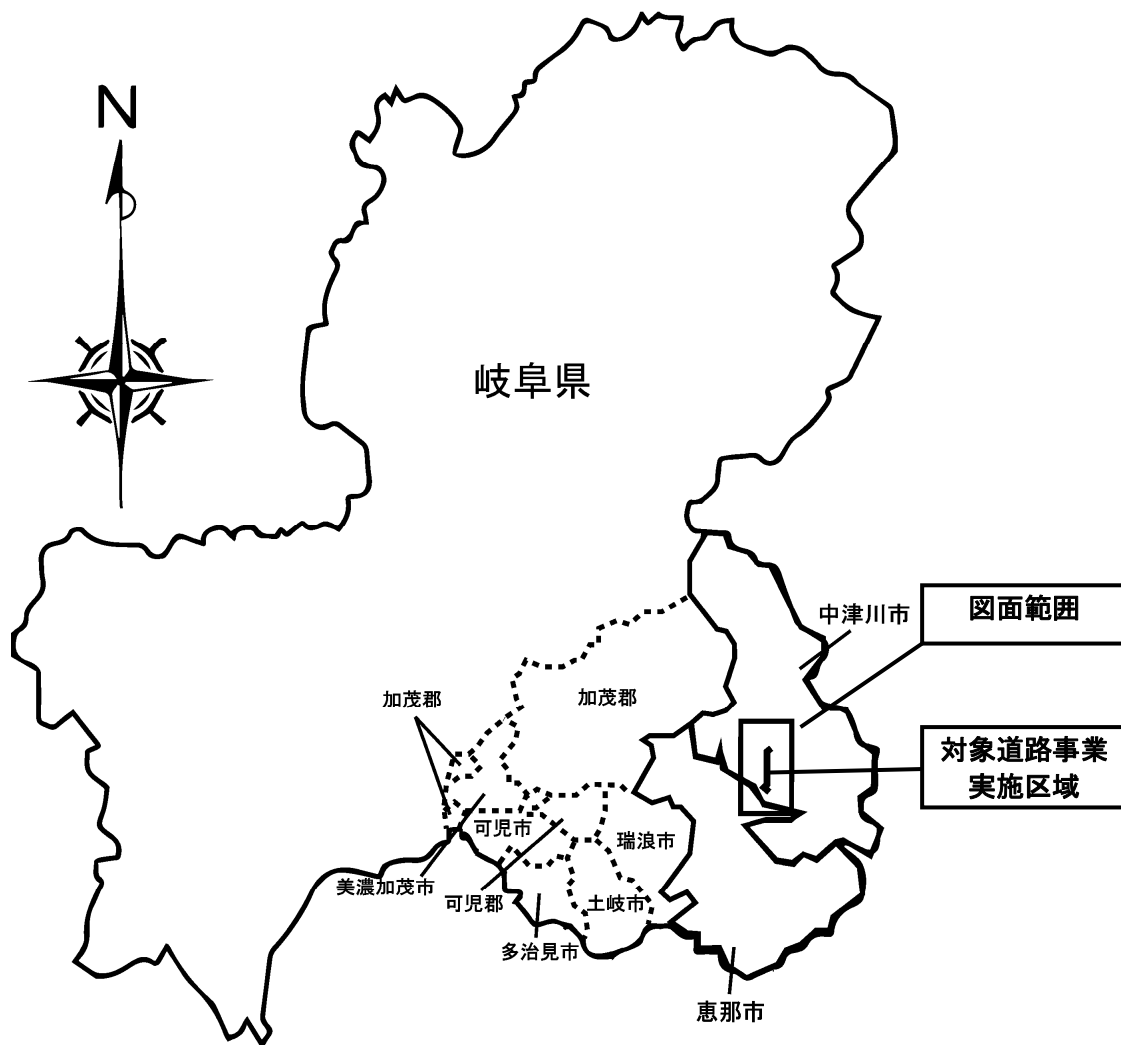 N
岐阜県
図面範囲
中津川市
加茂郡
加茂郡
対象道路事業
実施区域
可児市
瑞浪市
美濃加茂市
可児郡
土岐市
多治見市
恵那市